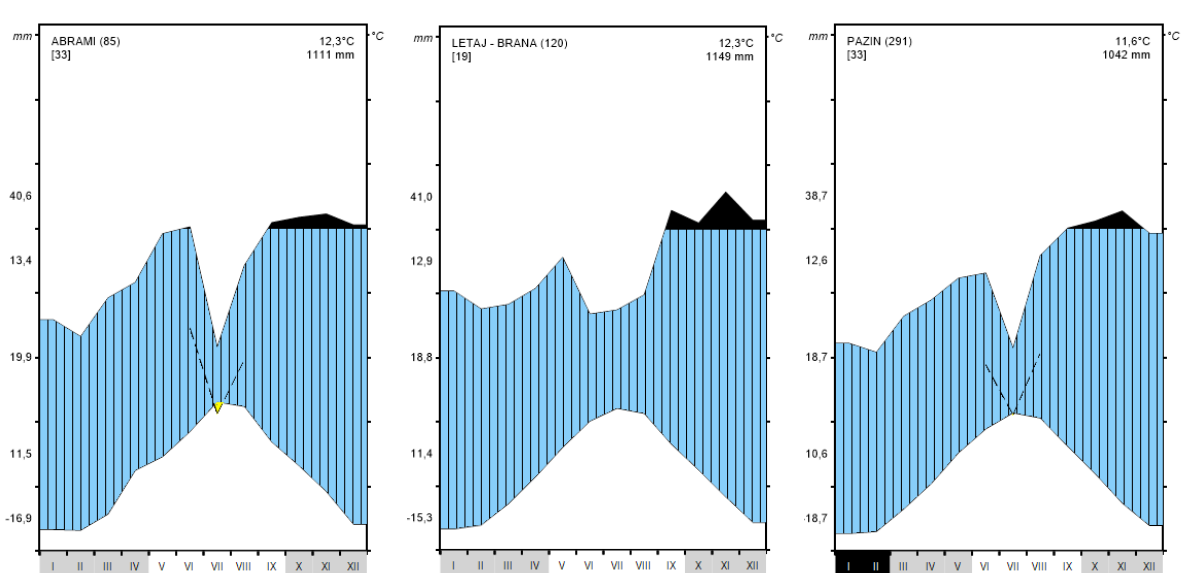 mm
ABRAMI (85) 12,3°C
[33] 1111 mm
°C
40,6
13,4
19,9
11,5
-16,9
I II III IV V VI VII VIII IX X XI XII
mm
LETAJ - BRANA (120) 12,3°C
[19] 1149 mm
°C
41,0
12,9
18,8
11,4
-15,3
I II III IV V VI VII VIII IX X XI XII
mm
PAZIN (291) 11,6°C
[33] 1042 mm
°C
38,7
12,6
18,7
10,6
-18,7
I II III IV V VI VII VIII IX X XI XII